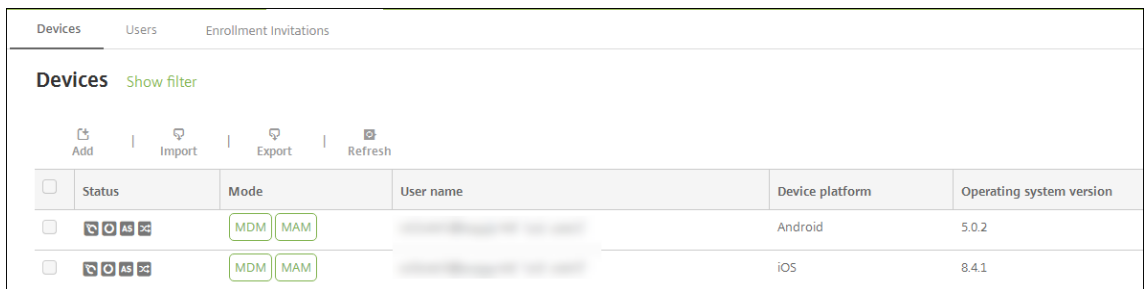 Devices Users Enrollment Invitations
Devices Show filter
Add | Import | Export | Refresh
Status Mode User name Device platform Operating system version
AS MDM MAM Android 5.0.2
AS MDM MAM iOS 8.4.1